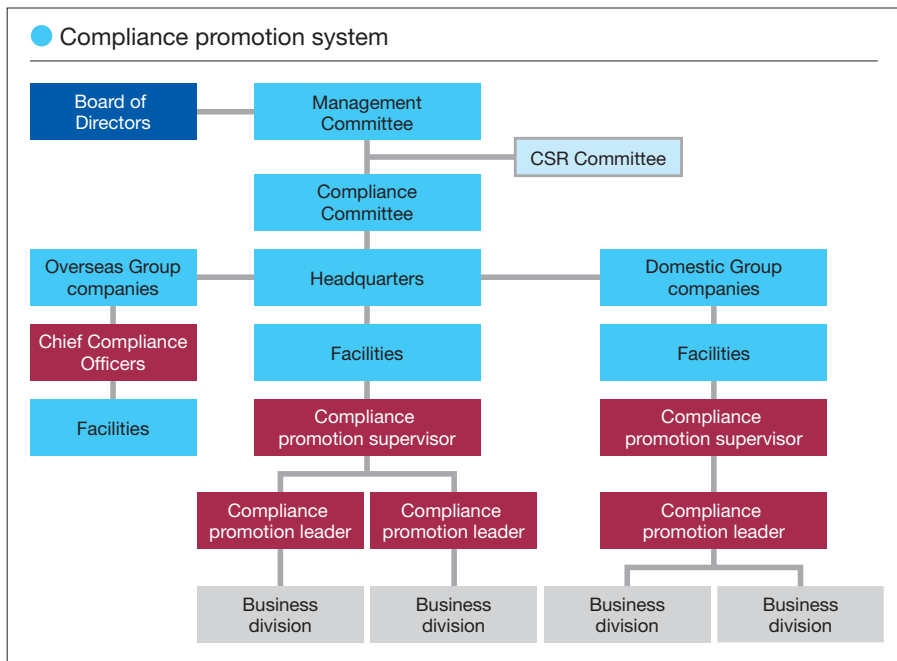 Compliance promotion system
Board of
Directors
Management
Committee
CSR Committee
Compliance
Committee
Overseas Group
companies
Headquarters
Domestic Group
companies
Chief Compliance
Officers
Facilities
Facilities
Facilities
Compliance
promotion supervisor
Compliance
promotion supervisor
Compliance
promotion leader
Compliance
promotion leader
Compliance
promotion leader
Business
division
Business
division
Business
division
Business
division